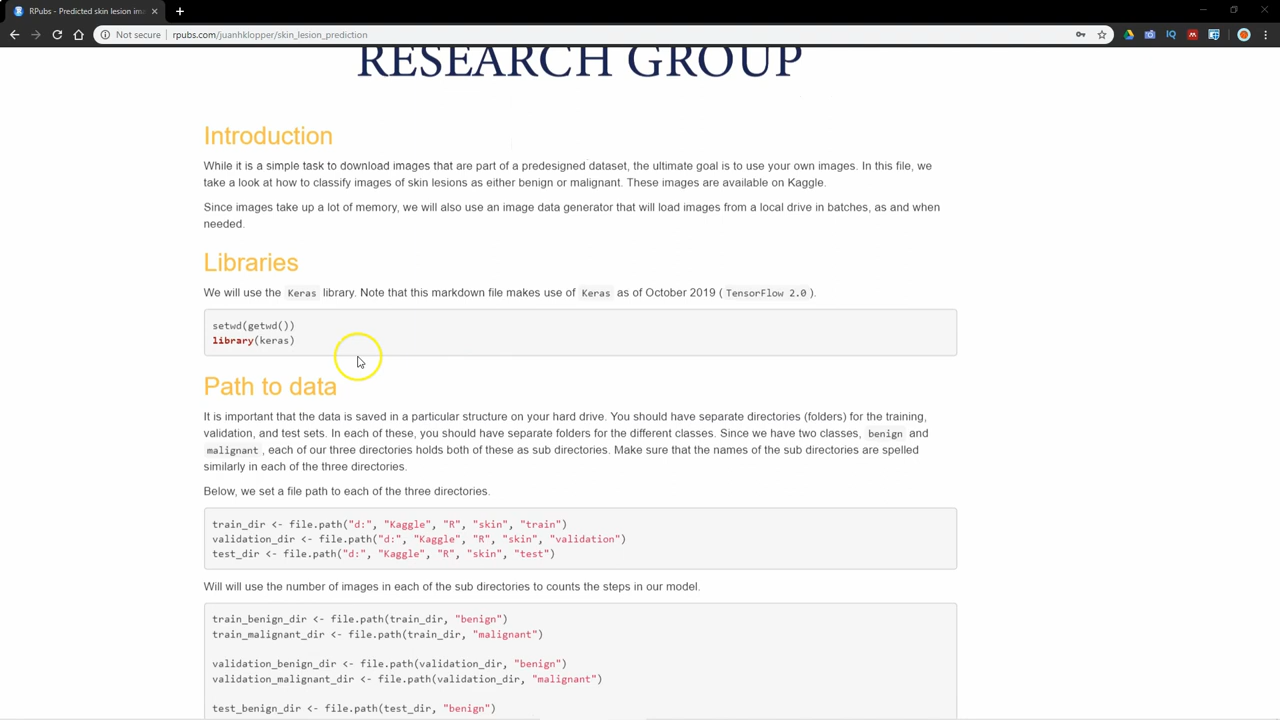 RPubs - Predicted skin lesion im
Not secure
rpubs.com/juanhklopper/skin_lesion_prediction
RESEARCH GROUP
Introduction
While it is a simple task to download images that are part of a predesigned dataset, the ultimate goal is to use your own images. In this file, we
take a look at how to classify images of skin lesions as either benign or malignant. These images are available on Kaggle.
Since images take up a lot of memory, we will also use an image data generator that will load images from a local drive in batches, as and when
needed.
Libraries
We will use the Keras library. Note that this markdown file makes use of Keras as of October 2019 ( TensorFlow 2.0 ).
setwd(getwd())
library(keras)
Path to data
It is important that the data is saved in a particular structure on your hard drive. You should have separate directories (folders) for the training,
validation, and test sets. In each of these, you should have separate folders for the different classes. Since we have two classes, benign and
malignant , each of our three directories holds both of these as sub directories. Make sure that the names of the sub directories are spelled
similarly in each of the three directories.
Below, we set a file path to each of the three directories.
train_dir <- file.path("d:", "Kaggle", "R", "skin", "train")
validation_dir <- file.path("d:", "Kaggle", "R", "skin", "validation")
test_dir <- file.path("d:", "Kaggle", "R", "skin", "test")
Will will use the number of images in each of the sub directories to counts the steps in our model.
train_benign_dir <- file.path(train_dir, "benign")
train_malignant_dir <- file.path(train_dir, "malignant")
validation_benign_dir <- file.path(validation_dir, "benign")
validation_malignant_dir <- file.path(validation_dir, "malignant")
test_benign_dir <- file.path(test_dir, "benign")